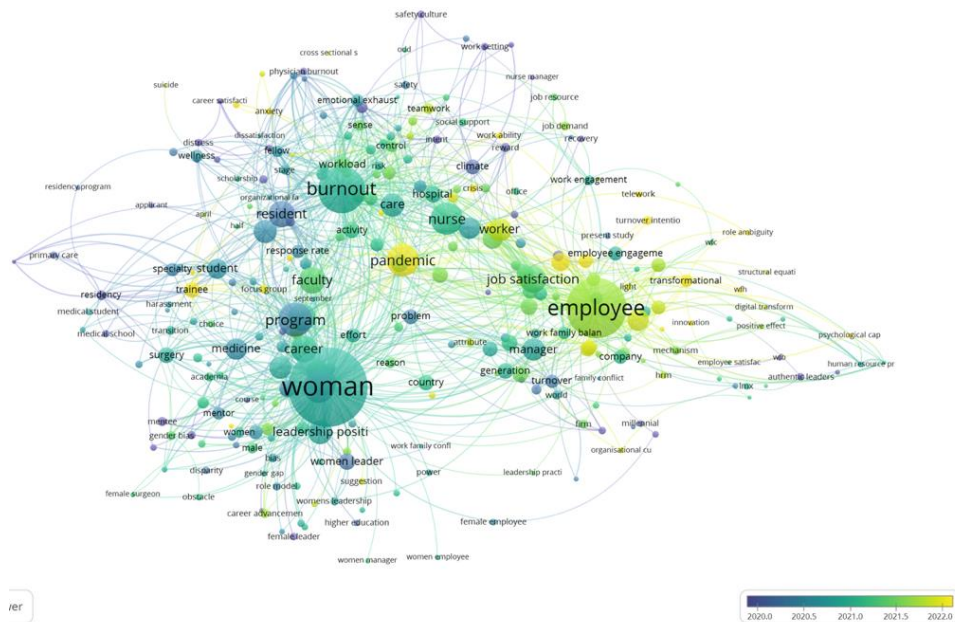 safety culture
odd
work setting
cross sectional s
physician burnout
suicide
safety
nurse manager
career satisfacti
emotional exhaust
job resource
anxiety
teamwork
sense
social support
job demand
distress
dissatisfaction
control
intent
work ability
recovery
wellness
fellow
reward
workload
risk
climate
stage
residency program
scholarship
burnout
work engagement
crisis
office
hospital
telework
applicant
organizational fa
care
april
resident
nurse
turnover intentio
half
activity
worker
present study
role ambiguity
primary care
response rate
employee engageme
pandemic
specialty
student
structural equati
faculty
job satisfaction
transformational
trainee
focus group
light
wlh
residency
harassment
september
employee
digital transform
medical student
program
problem
innovation
choice
positive effect
medical school
transition
effort
work family balan
psychological cap
surgery
medicine
career
attribute
manager
mechanism
company
reason
employee satisfac
human resource pr
generation
academia
woman
country
turnover
family conflict
hrm
authentic leaders
lmx
course
world
mentor
mentee
firm
millennial
gender bias
women
leadership positi
male
work family confl
organisational cu
bias
women leader
disparity
gender gap
power
leadership practi
role model
suggestion
female surgeon
obstacle
womens leadership
career advancemen
higher education
female employee
female leader
women manager
women employee
2020.0 2020.5 2021.0 2021.5 2022.0